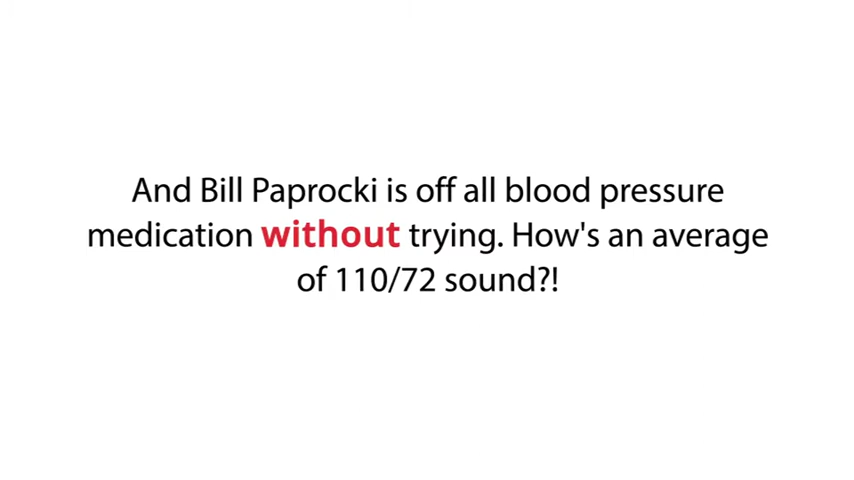 And Bill Paprocki is off all blood pressure
medication without trying. How's an average
of 110/72 sound?!